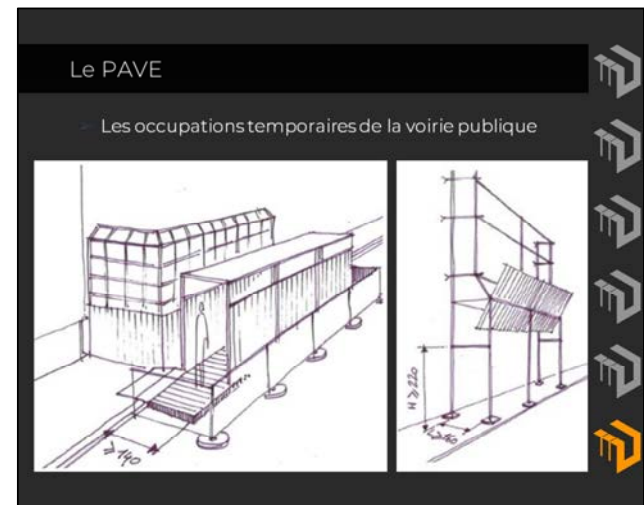 Le PAVE
Les occupations temporaires de la voirie publique
≥ 140
H ≥ 220